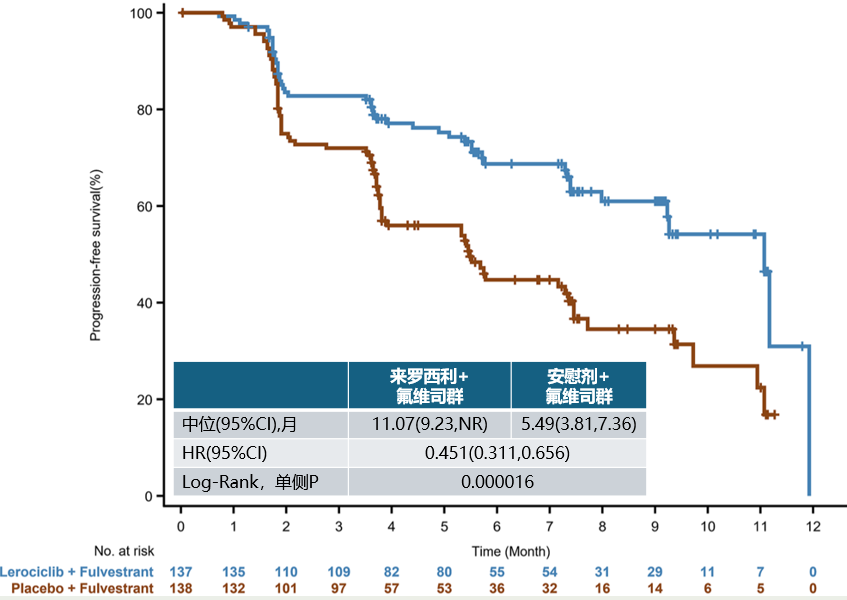 100
80
60
40
20
0
Progression-free survival(%)
来罗西利+
氟维司群
安慰剂+
氟维司群
中位(95%CI),月 11.07(9.23,NR) 5.49(3.81,7.36)
HR(95%CI) 0.451(0.311,0.656)
Log-Rank，单侧P 0.000016
0 1 2 3 4 5 6 7 8 9 10 11 12
No. at risk Time (Month)
Lerociclib + Fulvestrant 137 135 110 109 82 80 55 54 31 29 11 7 0
Placebo + Fulvestrant 138 132 101 97 57 53 36 32 16 14 6 5 0